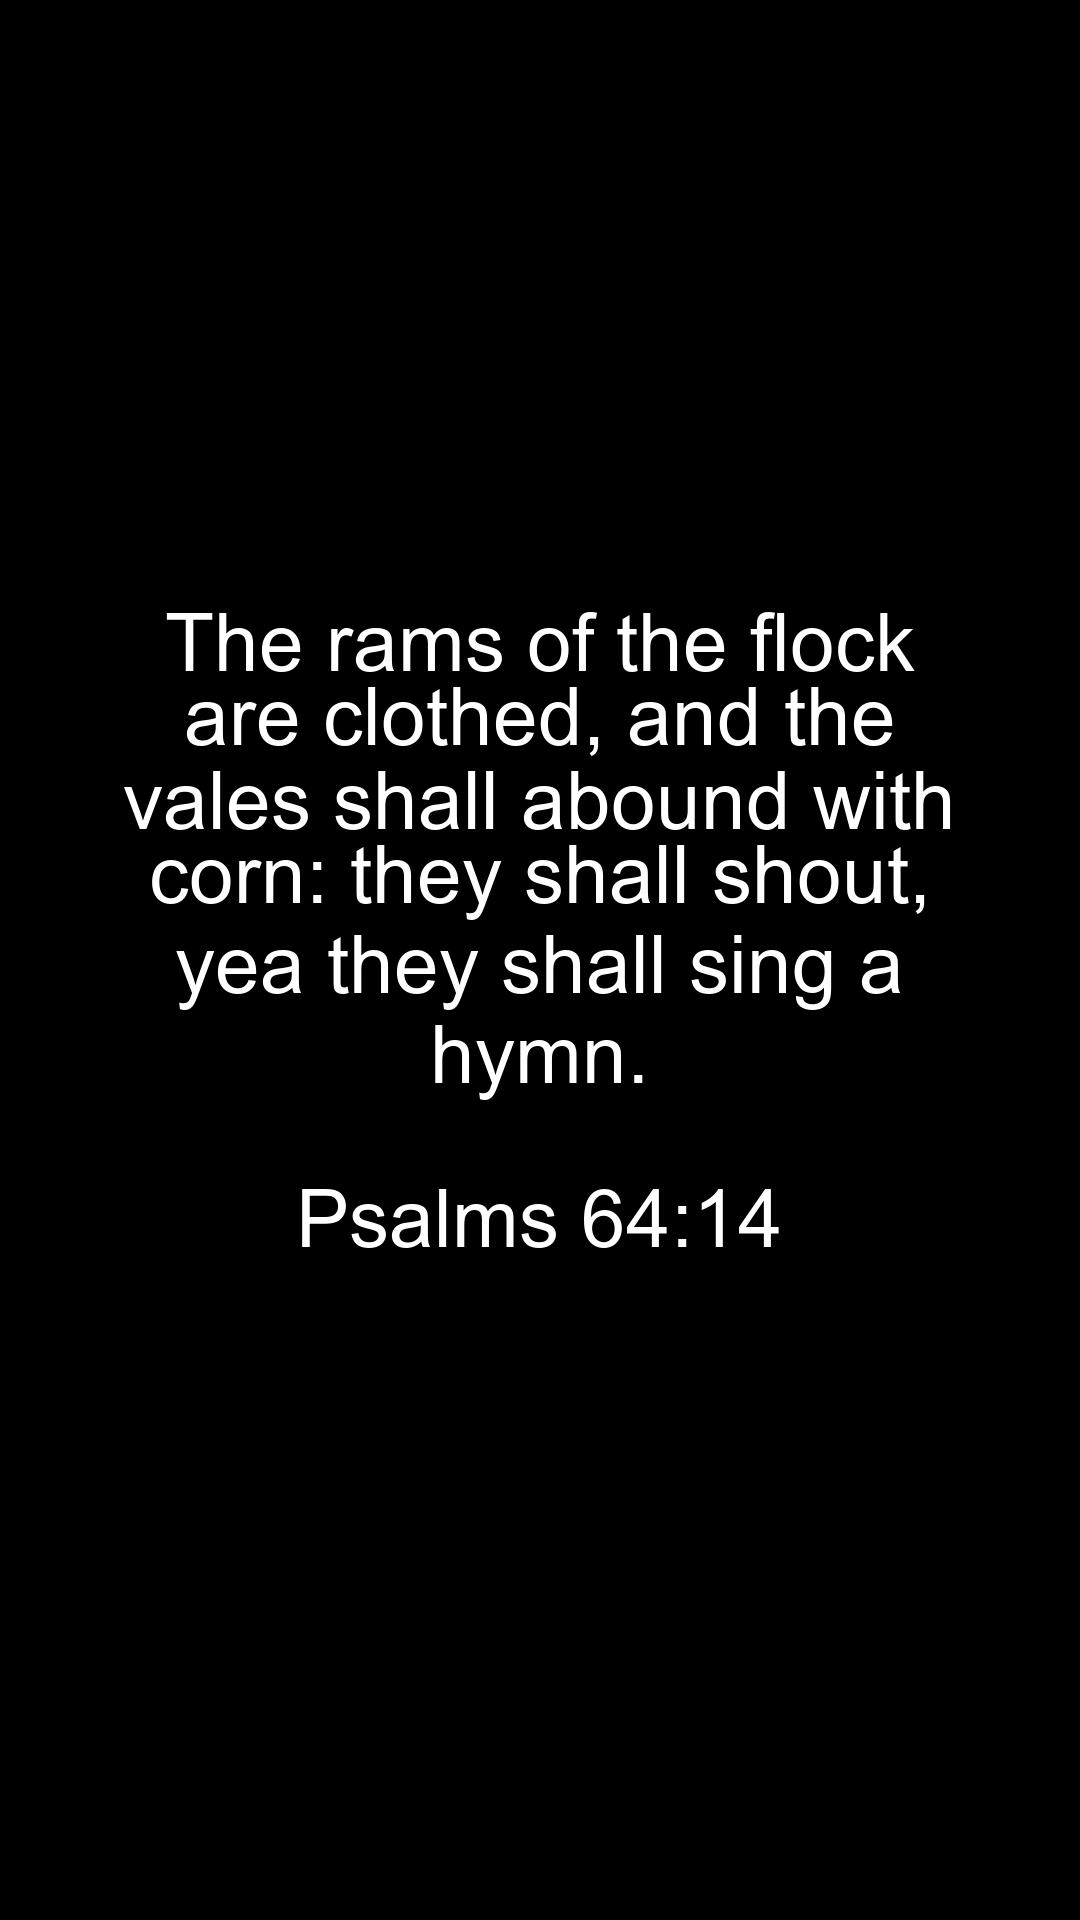 The rams of the flock
are clothed, and the
vales shall abound with
corn: they shall shout,
yea they shall sing a
hymn.
Psalms 64:14